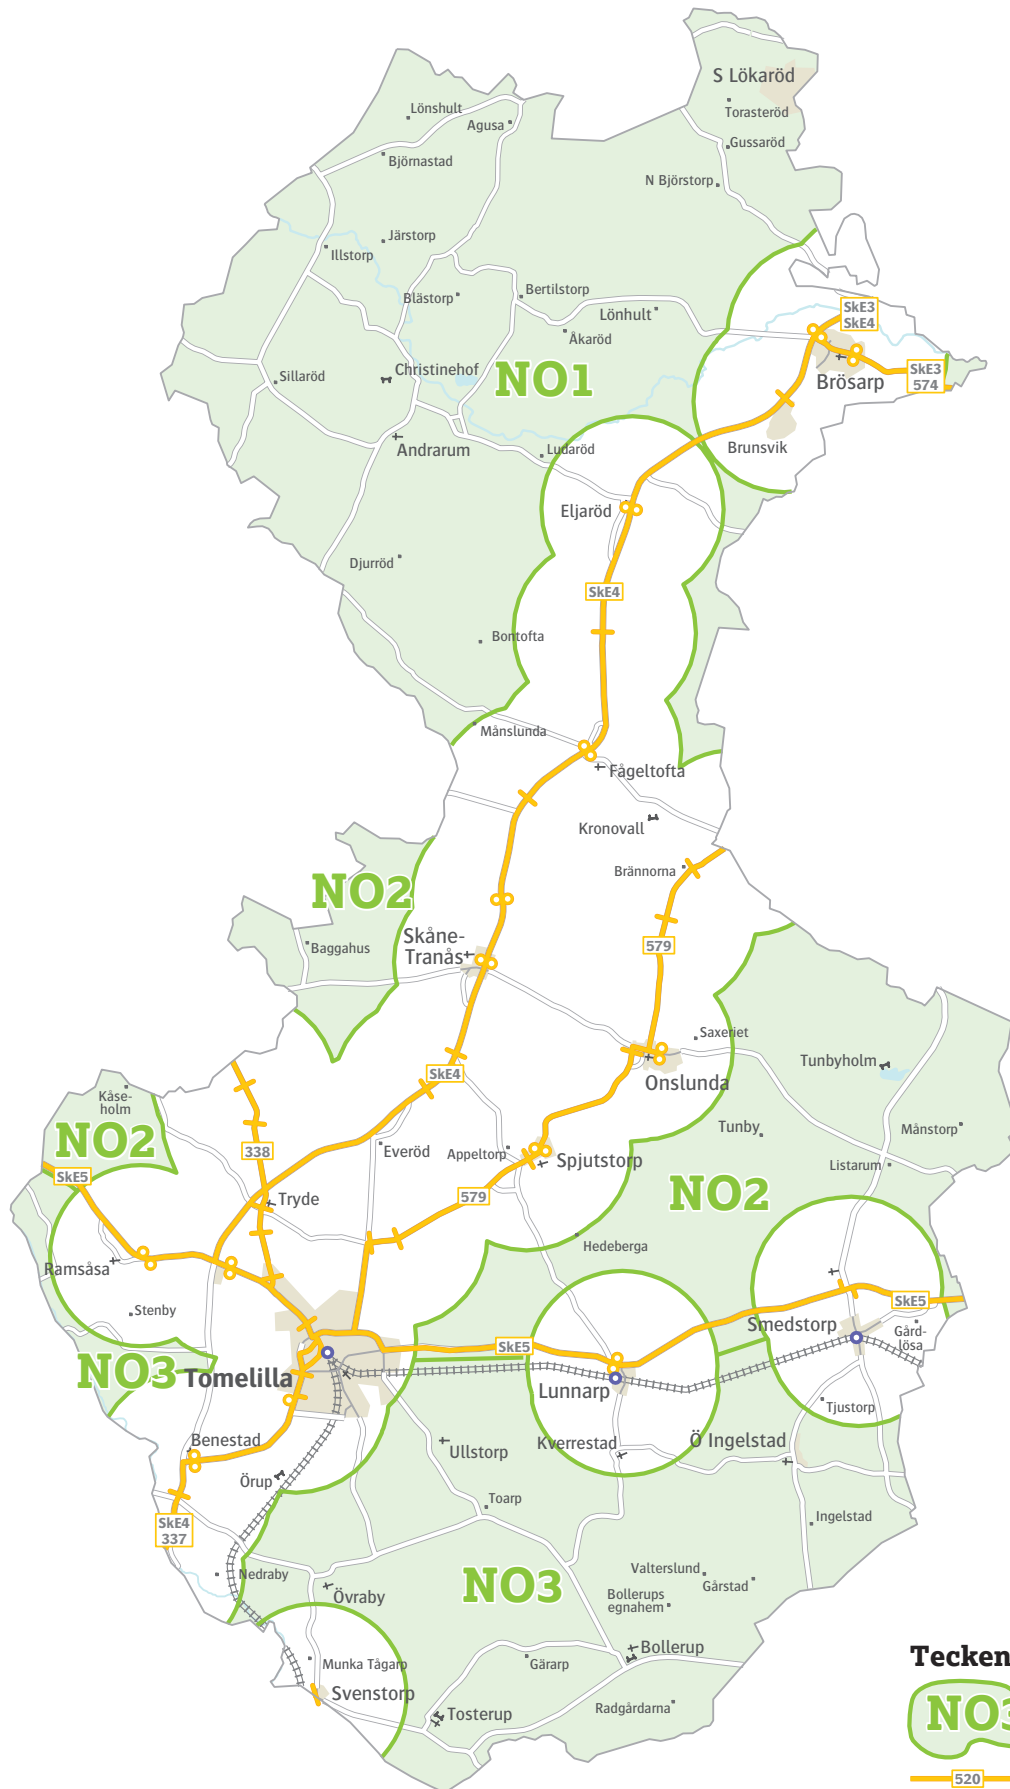 S Lökaröd
Torasteröd
Lönshult
Agusa
Gussaröd
Björnastad
N Björstorp
Järstorp
Illstorp
Bertilstorp
Blästorp
Lönhult
SkE3
SkE4
Åkaröd
Christinehof
Sillaröd
NO1
Brösarp
SkE3
574
Andrarum
Ludaröd
Brunsvik
Eljaröd
Djurröd
SkE4
Bontofta
Månslunda
Fågeltofta
Kronovall
Brännorna
NO2
Baggahus
Skåne-
Tranås
579
Saxeriet
Onslunda
Tunbyholm
SkE4
Kåse-
holm
NO2
338
Everöd
Appeltorp
Spjutstorp
Tunby
Månstorp
Listarum
SkE5
579
NO2
Tryde
Hedeberga
Ramsåsa
Stenby
SkE5
Smedstorp
SkE5
Gård-
lösa
NO3
Tomelilla
Lunnarp
Tjustorp
Benestad
Ullstorp
Kverrestad
Ö Ingelstad
Örup
Toarp
SkE4
337
Ingelstad
Nedraby
Övraby
NO3
Valterslund
Gårstad
Bollerups
egnahem
Bollerup
Munka Tågarp
Gärarp
Svenstorp
Tosterup
Radgårdarna
Tecken
NO3
520